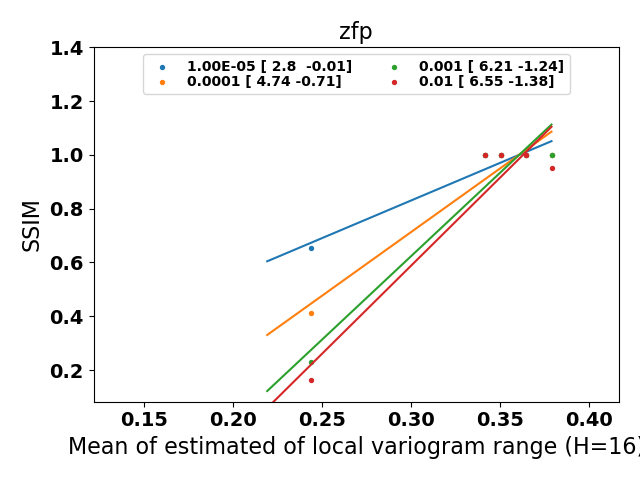 zfp
1.00E-05 [ 2.8  -0.01]
0.0001 [ 4.74 -0.71]
0.001 [ 6.21 -1.24]
0.01 [ 6.55 -1.38]
SSIM
1.4
1.2
1.0
0.8
0.6
0.4
0.2
0.15 0.20 0.25 0.30 0.35 0.40
Mean of estimated of local variogram range (H=16)